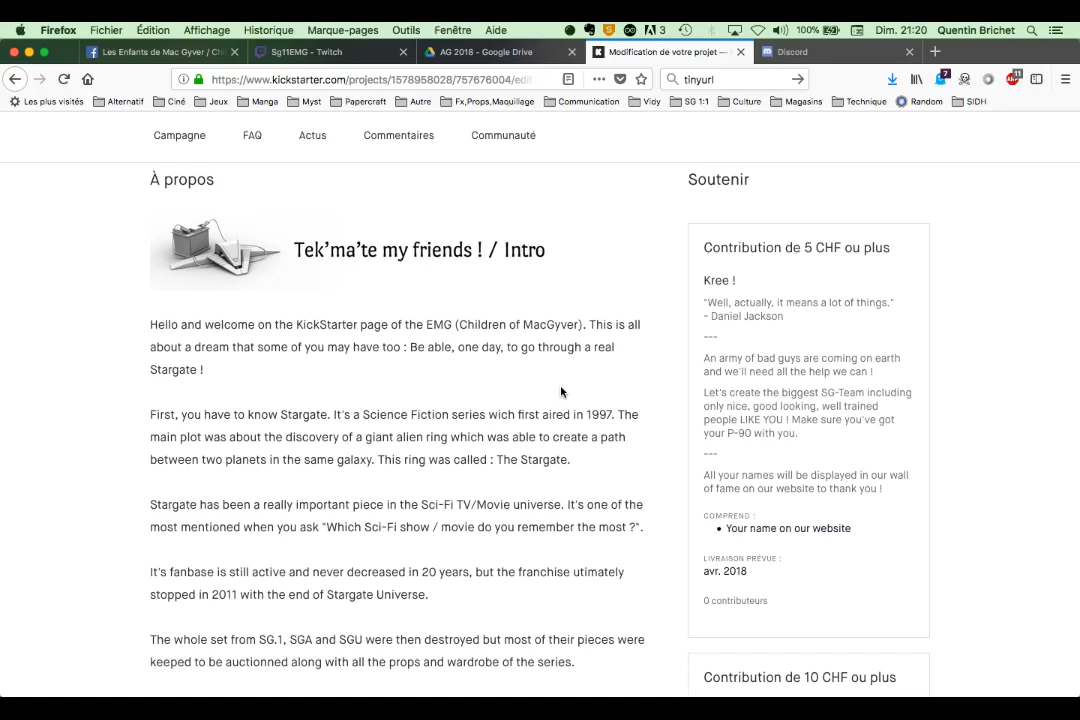 Firefox Fichier Édition Affichage Historique Marque-pages Outils Fenêtre Aide 3 100% Dim. 21:20 Quentin Brichet
Les Enfants de Mac Gyver / Chi
Sg11EMG - Twitch
AG 2018 - Google Drive
Modification de votre projet —
Discord
https://www.kickstarter.com/projects/1578958028/757676004/edit
tinyurl
7
11
Les plus visités Alternatif Ciné Jeux Manga Myst Papercraft Autre Fx,Props,Maquillage Communication Vidy SG 1:1 Culture Magasins Technique Random SIDH
Campagne FAQ Actus Commentaires Communauté
À propos
Tek'ma'te my friends ! / Intro
Hello and welcome on the KickStarter page of the EMG (Children of MacGyver). This is all
about a dream that some of you may have too : Be able, one day, to go through a real
Stargate !
First, you have to know Stargate. It's a Science Fiction series wich first aired in 1997. The
main plot was about the discovery of a giant alien ring which was able to create a path
between two planets in the same galaxy. This ring was called : The Stargate.
Stargate has been a really important piece in the Sci-Fi TV/Movie universe. It's one of the
most mentioned when you ask "Which Sci-Fi show / movie do you remember the most ?".
It's fanbase is still active and never decreased in 20 years, but the franchise utimately
stopped in 2011 with the end of Stargate Universe.
The whole set from SG.1, SGA and SGU were then destroyed but most of their pieces were
keeped to be auctionned along with all the props and wardrobe of the series.
Soutenir
Contribution de 5 CHF ou plus
Kree !
"Well, actually, it means a lot of things."
- Daniel Jackson
---
An army of bad guys are coming on earth
and we'll need all the help we can !
Let's create the biggest SG-Team including
only nice, good looking, well trained
people LIKE YOU ! Make sure you've got
your P-90 with you.
---
All your names will be displayed in our wall
of fame on our website to thank you !
COMPREND :
• Your name on our website
LIVRAISON PRÉVUE :
avr. 2018
0 contributeurs
Contribution de 10 CHF ou plus